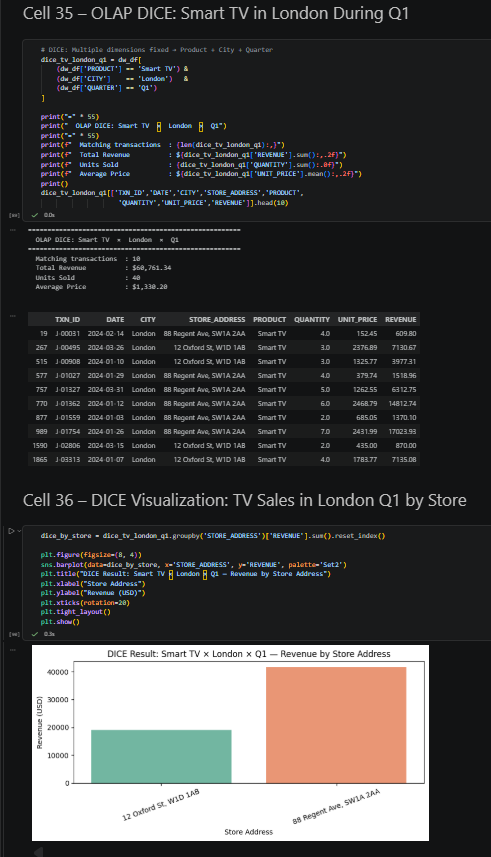 Cell 35 – OLAP DICE: Smart TV in London During Q1
# DICE: Multiple dimensions fixed → Product + City + Quarter
dice_tv_london_q1 = dw_df[
(dw_df['PRODUCT'] == 'Smart TV') &
(dw_df['CITY'] == 'London') &
(dw_df['QUARTER'] == 'Q1')
]
print("=" * 55)
print(" OLAP DICE: Smart TV × London × Q1")
print("=" * 55)
print(f" Matching transactions : {len(dice_tv_london_q1):,}")
print(f" Total Revenue : ${dice_tv_london_q1['REVENUE'].sum():,.2f}")
print(f" Units Sold : {dice_tv_london_q1['QUANTITY'].sum():.0f}")
print(f" Average Price : ${dice_tv_london_q1['UNIT_PRICE'].mean():,.2f}")
print()
dice_tv_london_q1[['TXN_ID','DATE','CITY','STORE_ADDRESS','PRODUCT',
'QUANTITY','UNIT_PRICE','REVENUE']].head(10)
0.0s
=======================================================
OLAP DICE: Smart TV × London × Q1
=======================================================
Matching transactions : 10
Total Revenue : $60,761.34
Units Sold : 40
Average Price : $1,330.20
TXN_ID DATE CITY STORE_ADDRESS PRODUCT QUANTITY UNIT_PRICE REVENUE
19 J-00031 2024-02-14 London 88 Regent Ave, SW1A 2AA Smart TV 4.0 152.45 609.80
267 J-00495 2024-03-26 London 12 Oxford St, W1D 1AB Smart TV 3.0 2376.89 7130.67
515 J-00908 2024-01-10 London 12 Oxford St, W1D 1AB Smart TV 3.0 1325.77 3977.31
577 J-01027 2024-01-29 London 88 Regent Ave, SW1A 2AA Smart TV 4.0 379.74 1518.96
757 J-01327 2024-03-31 London 88 Regent Ave, SW1A 2AA Smart TV 5.0 1262.55 6312.75
770 J-01362 2024-01-12 London 88 Regent Ave, SW1A 2AA Smart TV 6.0 2468.79 14812.74
877 J-01559 2024-01-03 London 88 Regent Ave, SW1A 2AA Smart TV 2.0 685.05 1370.10
989 J-01754 2024-01-26 London 88 Regent Ave, SW1A 2AA Smart TV 7.0 2431.99 17023.93
1590 J-02806 2024-03-15 London 12 Oxford St, W1D 1AB Smart TV 2.0 435.00 870.00
1865 J-03313 2024-01-07 London 12 Oxford St, W1D 1AB Smart TV 4.0 1783.77 7135.08
Cell 36 – DICE Visualization: TV Sales in London Q1 by Store
dice_by_store = dice_tv_london_q1.groupby('STORE_ADDRESS')['REVENUE'].sum().reset_index()
plt.figure(figsize=(8, 4))
sns.barplot(data=dice_by_store, x='STORE_ADDRESS', y='REVENUE', palette='Set2')
plt.title("DICE Result: Smart TV × London × Q1 — Revenue by Store Address")
plt.xlabel("Store Address")
plt.ylabel("Revenue (USD)")
plt.xticks(rotation=20)
plt.tight_layout()
plt.show()
0.3s
DICE Result: Smart TV × London × Q1 — Revenue by Store Address
Revenue (USD)
40000
30000
20000
10000
0
12 Oxford St, W1D 1AB
88 Regent Ave, SW1A 2AA
Store Address